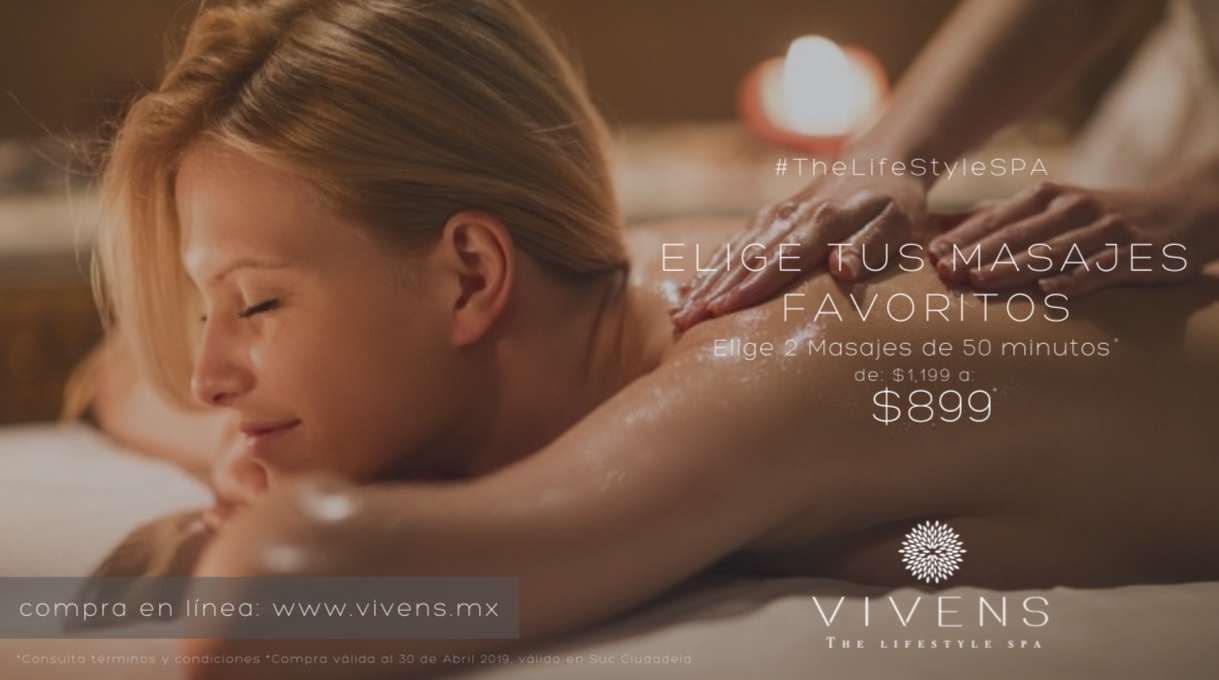 #TheLifeStyleSPA
ELIGE TUS MASAJES
FAVORITOS
Elige 2 Masajes de 50 minutos*
de: $1,199 a:
$899*
VIVENS
THE LIFESTYLE SPA
compra en línea: www.vivens.mx
*Consulta términos y condiciones *Compra válida al 30 de Abril 2019, válida en Suc Ciudadela